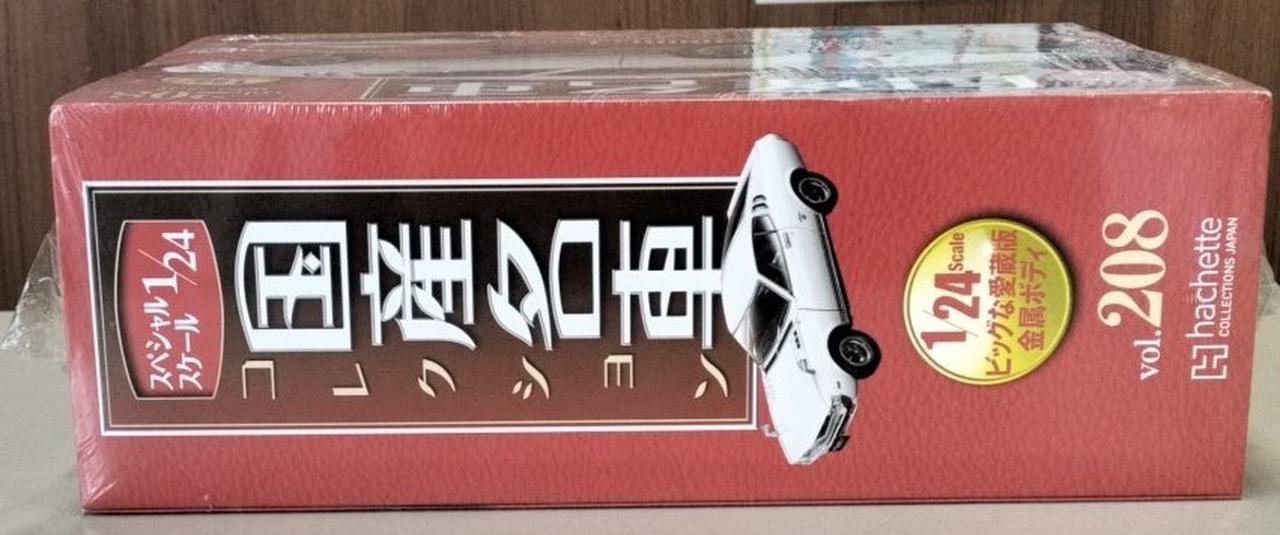 スペシャル
スケール 1/24
国産名車
コレクション
1/24 Scale
ビッグな愛蔵版
金属ボディ
vol.208
hachette
COLLECTIONS JAPAN